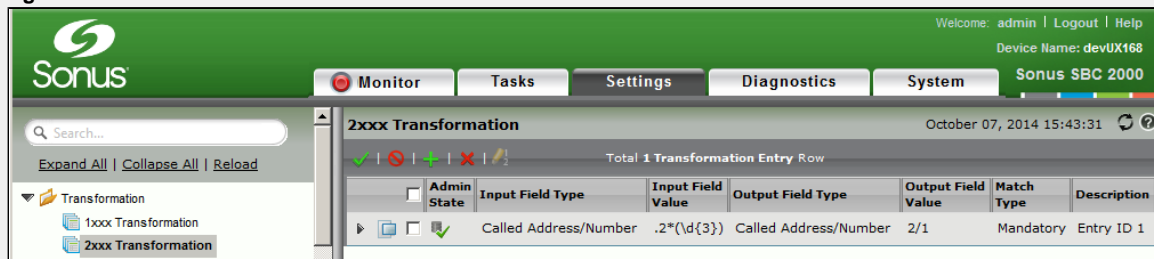 Sonus
Welcome: admin | Logout | Help
Device Name: devUX168
Sonus SBC 2000
Monitor
Tasks
Settings
Diagnostics
System
Search...
Expand All | Collapse All | Reload
Transformation
1xxx Transformation
2xxx Transformation
2xxx Transformation
October 07, 2014 15:43:31
Total 1 Transformation Entry Row
Admin State
Input Field Type
Input Field Value
Output Field Type
Output Field Value
Match Type
Description
Called Address/Number .2*(\d{3}) Called Address/Number 2/1 Mandatory Entry ID 1